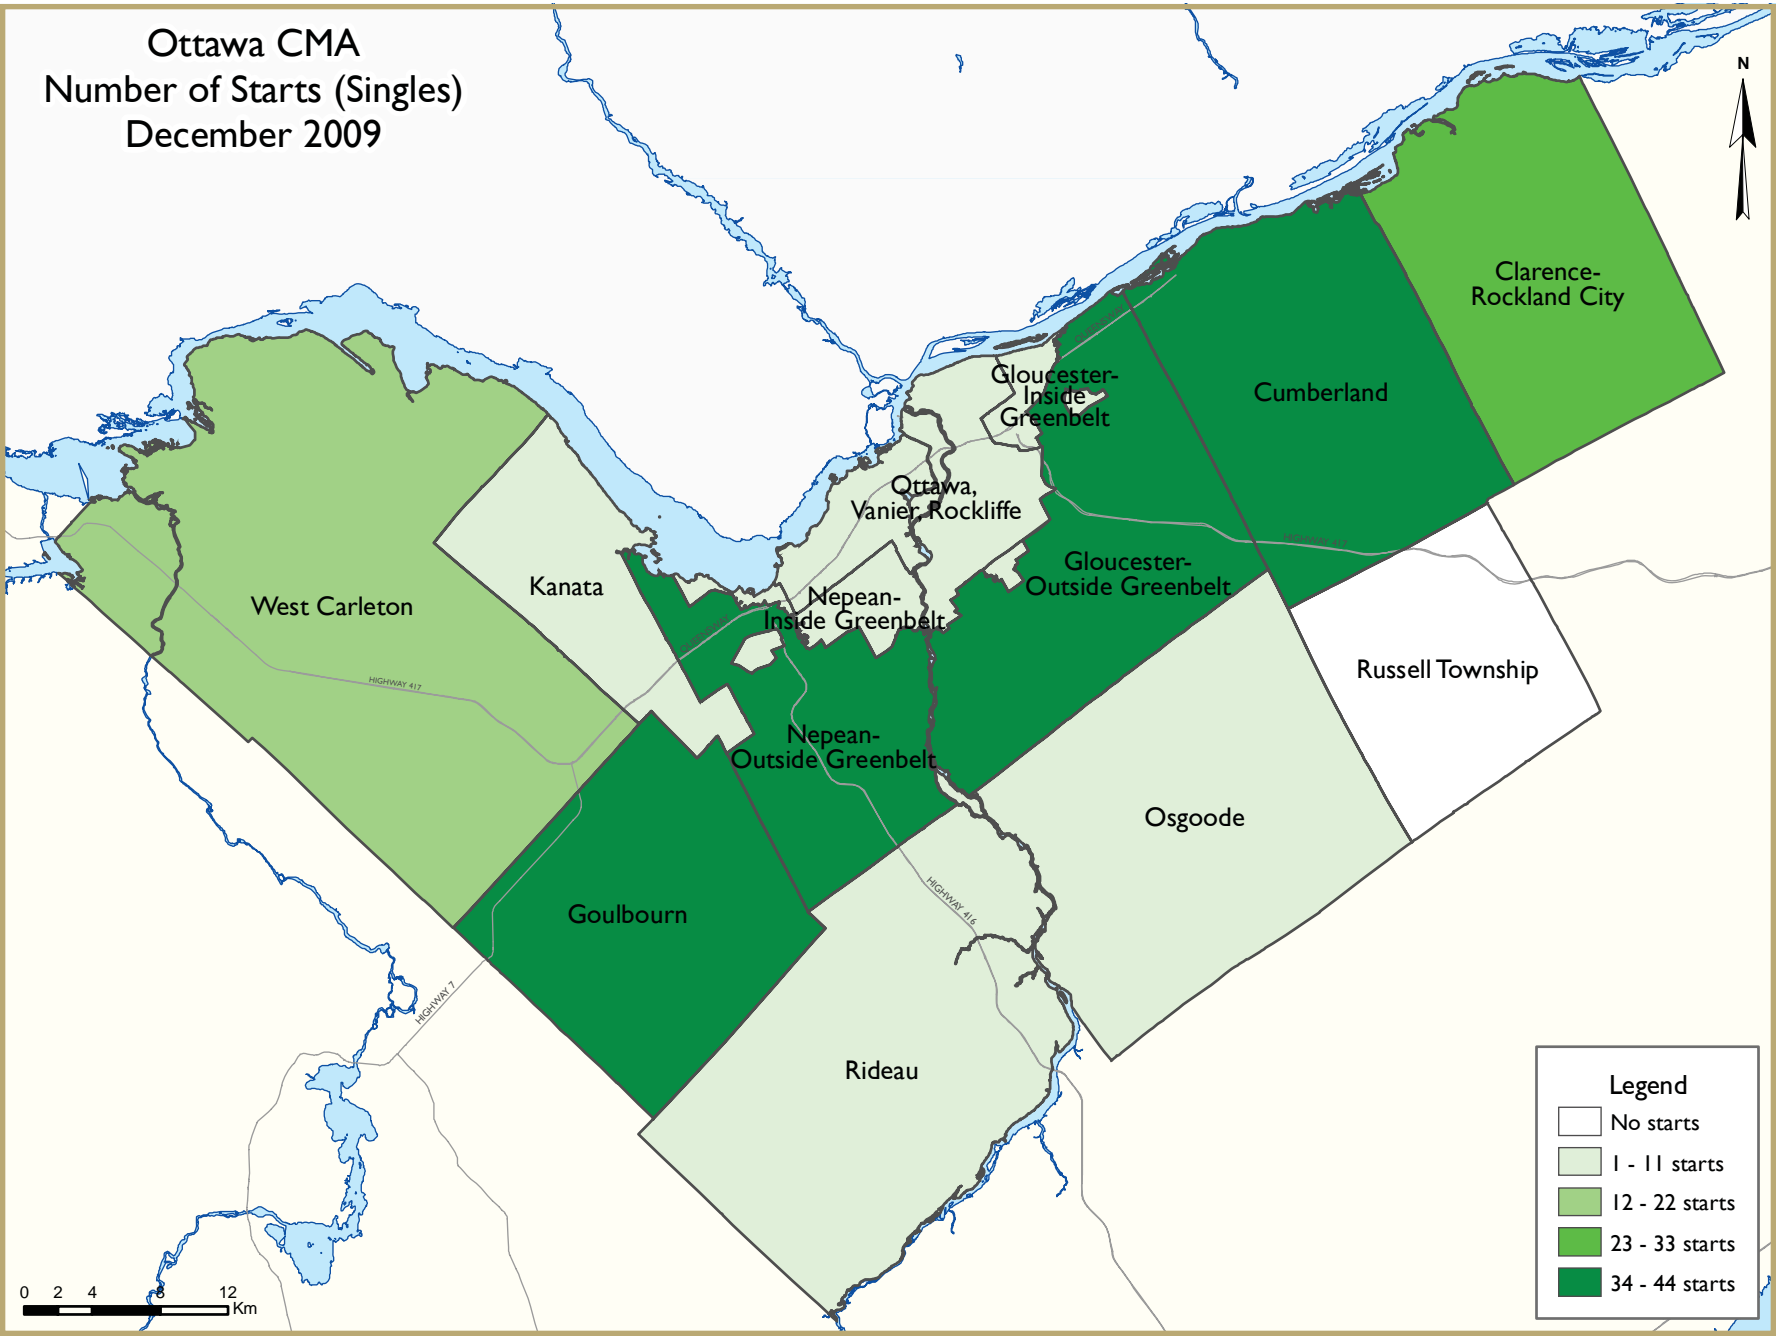 Ottawa CMA
Number of Starts (Singles)
December 2009
N
Clarence-
Rockland City
QUEENSWAY
Gloucester-
Inside
Greenbelt
Cumberland
Ottawa,
Vanier, Rockliffe
HIGHWAY 417
Gloucester-
Outside Greenbelt
Kanata
West Carleton
Nepean-
Inside Greenbelt
QUEENSWAY
Russell Township
HIGHWAY 417
Nepean-
Outside Greenbelt
Osgoode
Goulbourn
HIGHWAY 416
HIGHWAY 7
Rideau
Legend
No starts
1 - 11 starts
12 - 22 starts
23 - 33 starts
34 - 44 starts
0 2 4 8 12
Km